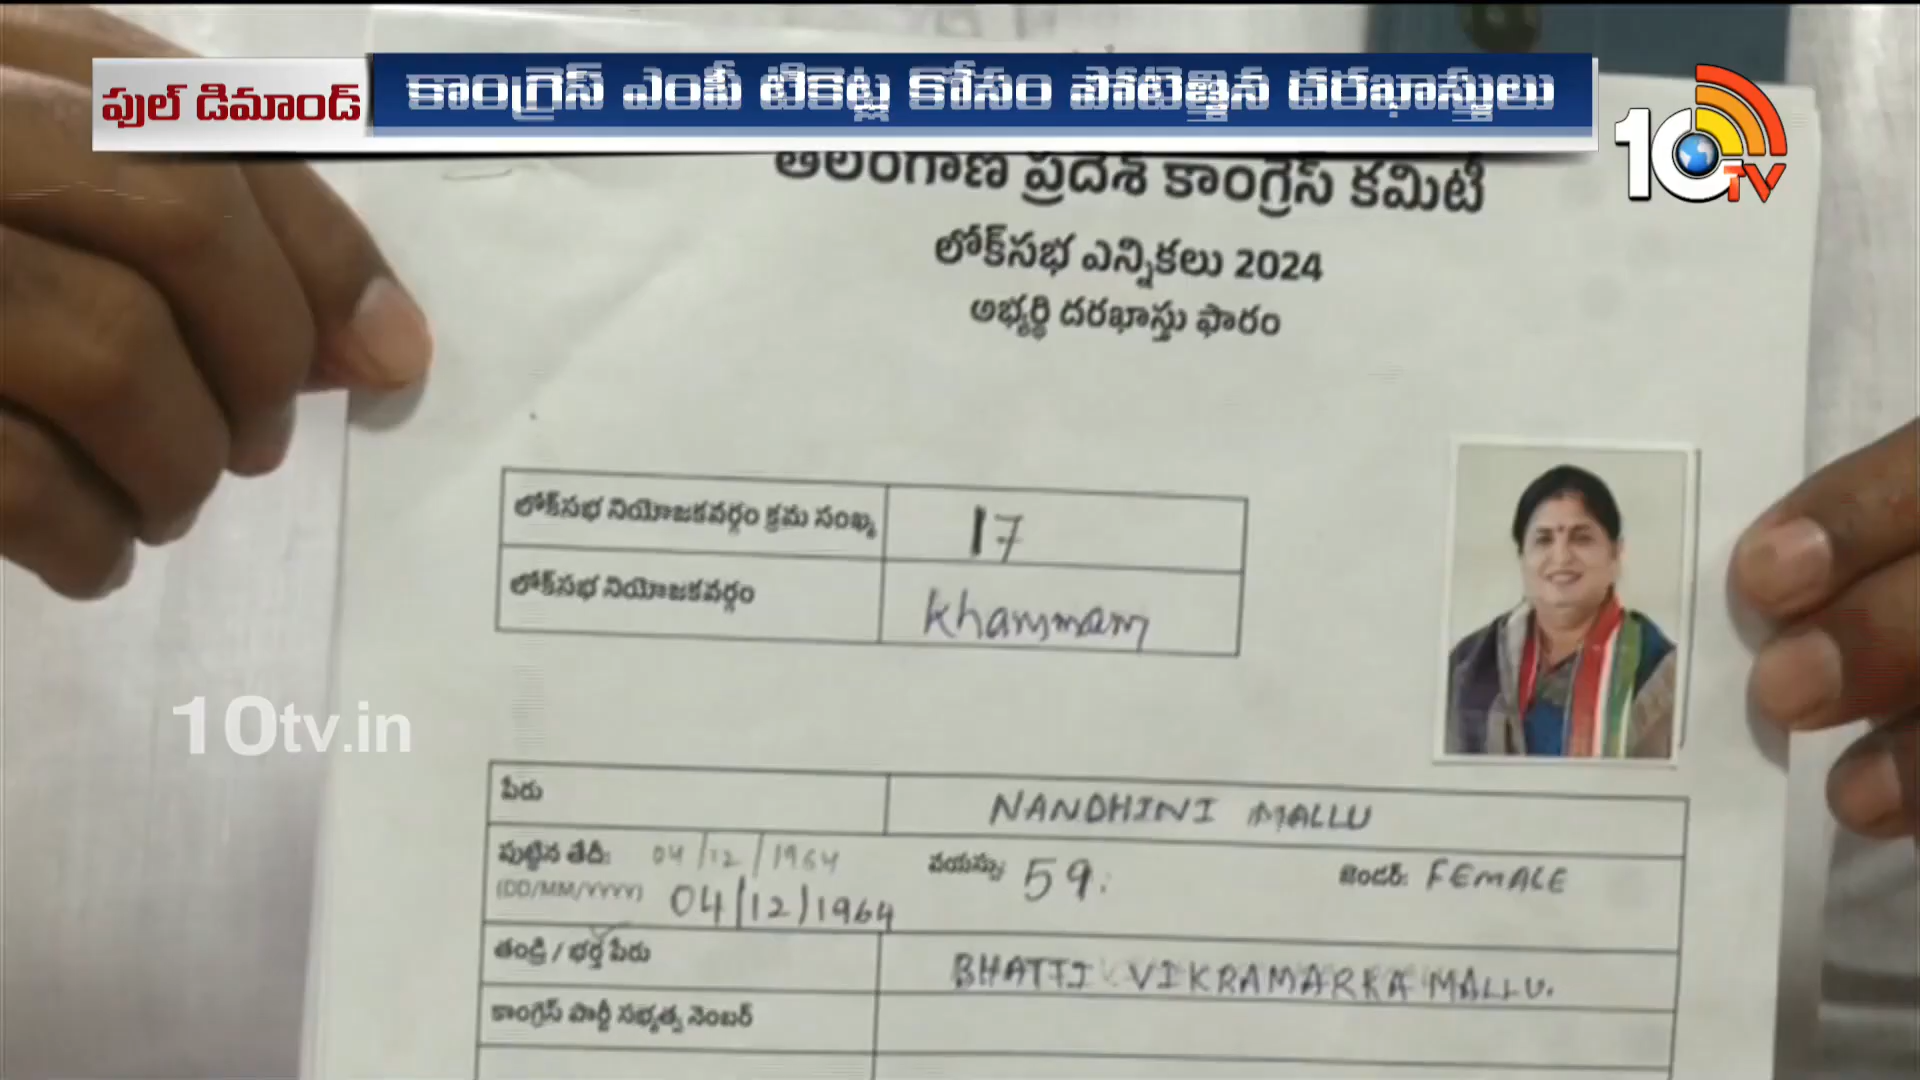 ఫుల్ డిమాండ్ కాంగ్రెస్ ఎంపీ టికెట్ల కోసం పోటెత్తిన దరఖాస్తులు
10TV
తెలంగాణ ప్రదేశ్ కాంగ్రెస్ కమిటీ
లోక్‌సభ ఎన్నికలు 2024
అభ్యర్థి దరఖాస్తు ఫారం
లోక్‌సభ నియోజకవర్గం క్రమ సంఖ్య 17
లోక్‌సభ నియోజకవర్గం Khammam
10tv.in
పేరు NANDHINI MALLU
పుట్టిన తేదీ: 04/12/1964 వయస్సు 59. జెండర్: FEMALE
(DD/MM/YYYY) 04/12/1964
తండ్రి / భర్త పేరు BHATTI VIKRAMARKA MALLU.
కాంగ్రెస్ పార్టీ సభ్యత్వ నెంబర్